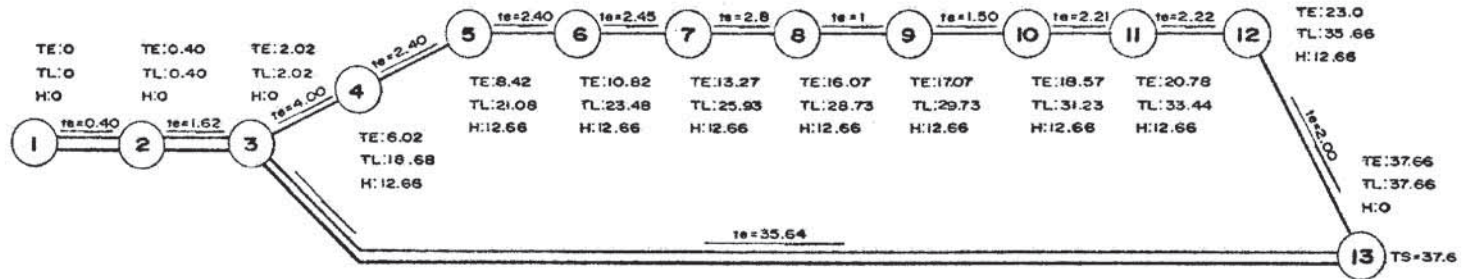 TE:0
TL:0
H:0
TE:0.40
TL:0.40
H:0
TE:2.02
TL:2.02
H:0
1
te=0.40
2
te=1.62
3
te=4.00
4
TE:6.02
TL:18.68
H:12.66
te=2.40
5
TE:8.42
TL:21.08
H:12.66
te=2.40
6
TE:10.82
TL:23.48
H:12.66
te=2.45
7
TE:13.27
TL:25.93
H:12.66
te=2.8
8
TE:16.07
TL:28.73
H:12.66
te=1
9
TE:17.07
TL:29.73
H:12.66
te=1.50
10
TE:18.57
TL:31.23
H:12.66
te=2.21
11
TE:20.78
TL:33.44
H:12.66
te=2.22
12
TE:23.0
TL:35.66
H:12.66
te=2.00
TE:37.66
TL:37.66
H:0
te=35.64
13
TS=37.6